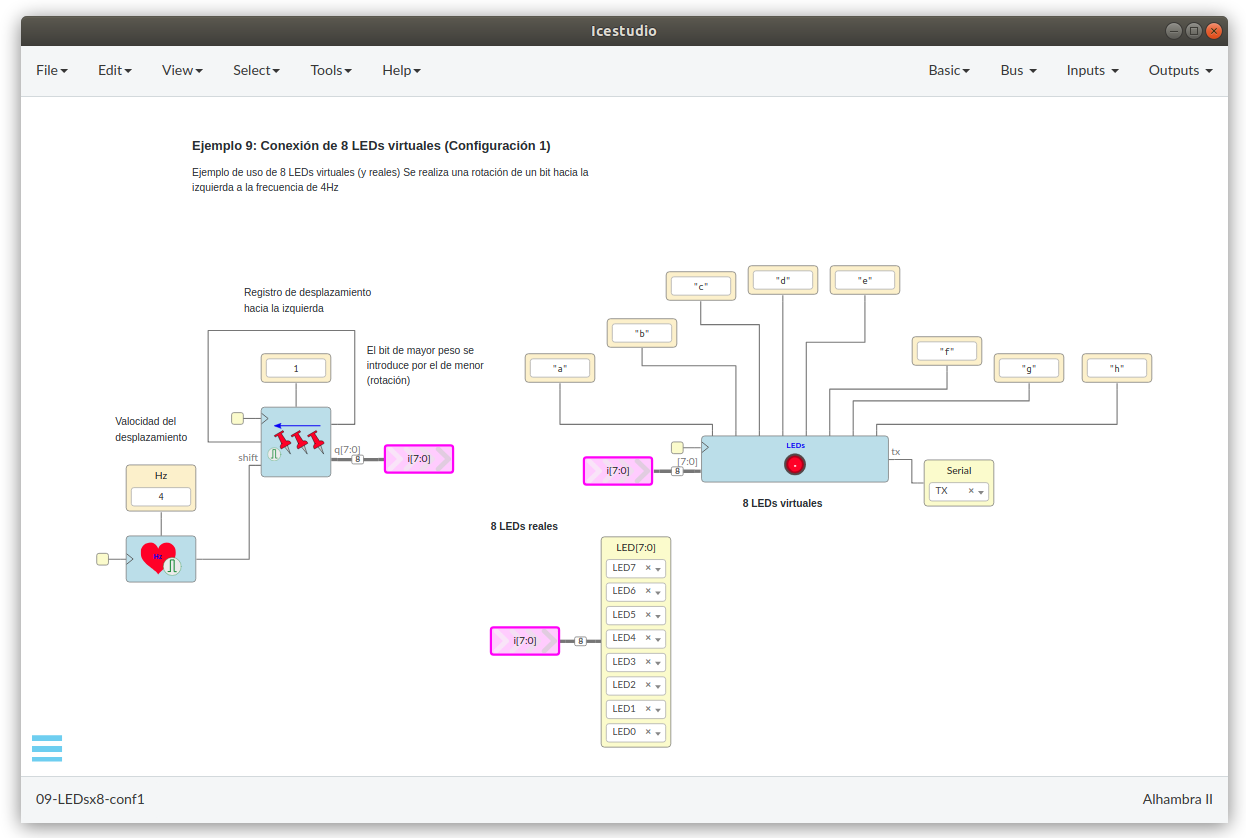 Icestudio
File
Edit
View
Select
Tools
Help
Basic
Bus
Inputs
Outputs
Ejemplo 9: Conexión de 8 LEDs virtuales (Configuración 1)
Ejemplo de uso de 8 LEDs virtuales (y reales) Se realiza una rotación de un bit hacia la
izquierda a la frecuencia de 4Hz
"c"
"d"
"e"
Registro de desplazamiento
hacia la izquierda
"b"
El bit de mayor peso se
introduce por el de menor
(rotación)
1
"a"
"f"
"g"
"h"
Valocidad del
desplazamiento
shift
q[7:0]
8
i[7:0]
i[7:0]
[7:0]
8
LEDs
tx
Serial
TX
Hz
4
Hz
8 LEDs virtuales
8 LEDs reales
LED[7:0]
LED7
LED6
LED5
LED4
LED3
LED2
LED1
LED0
i[7:0]
8
09-LEDsx8-conf1
Alhambra II